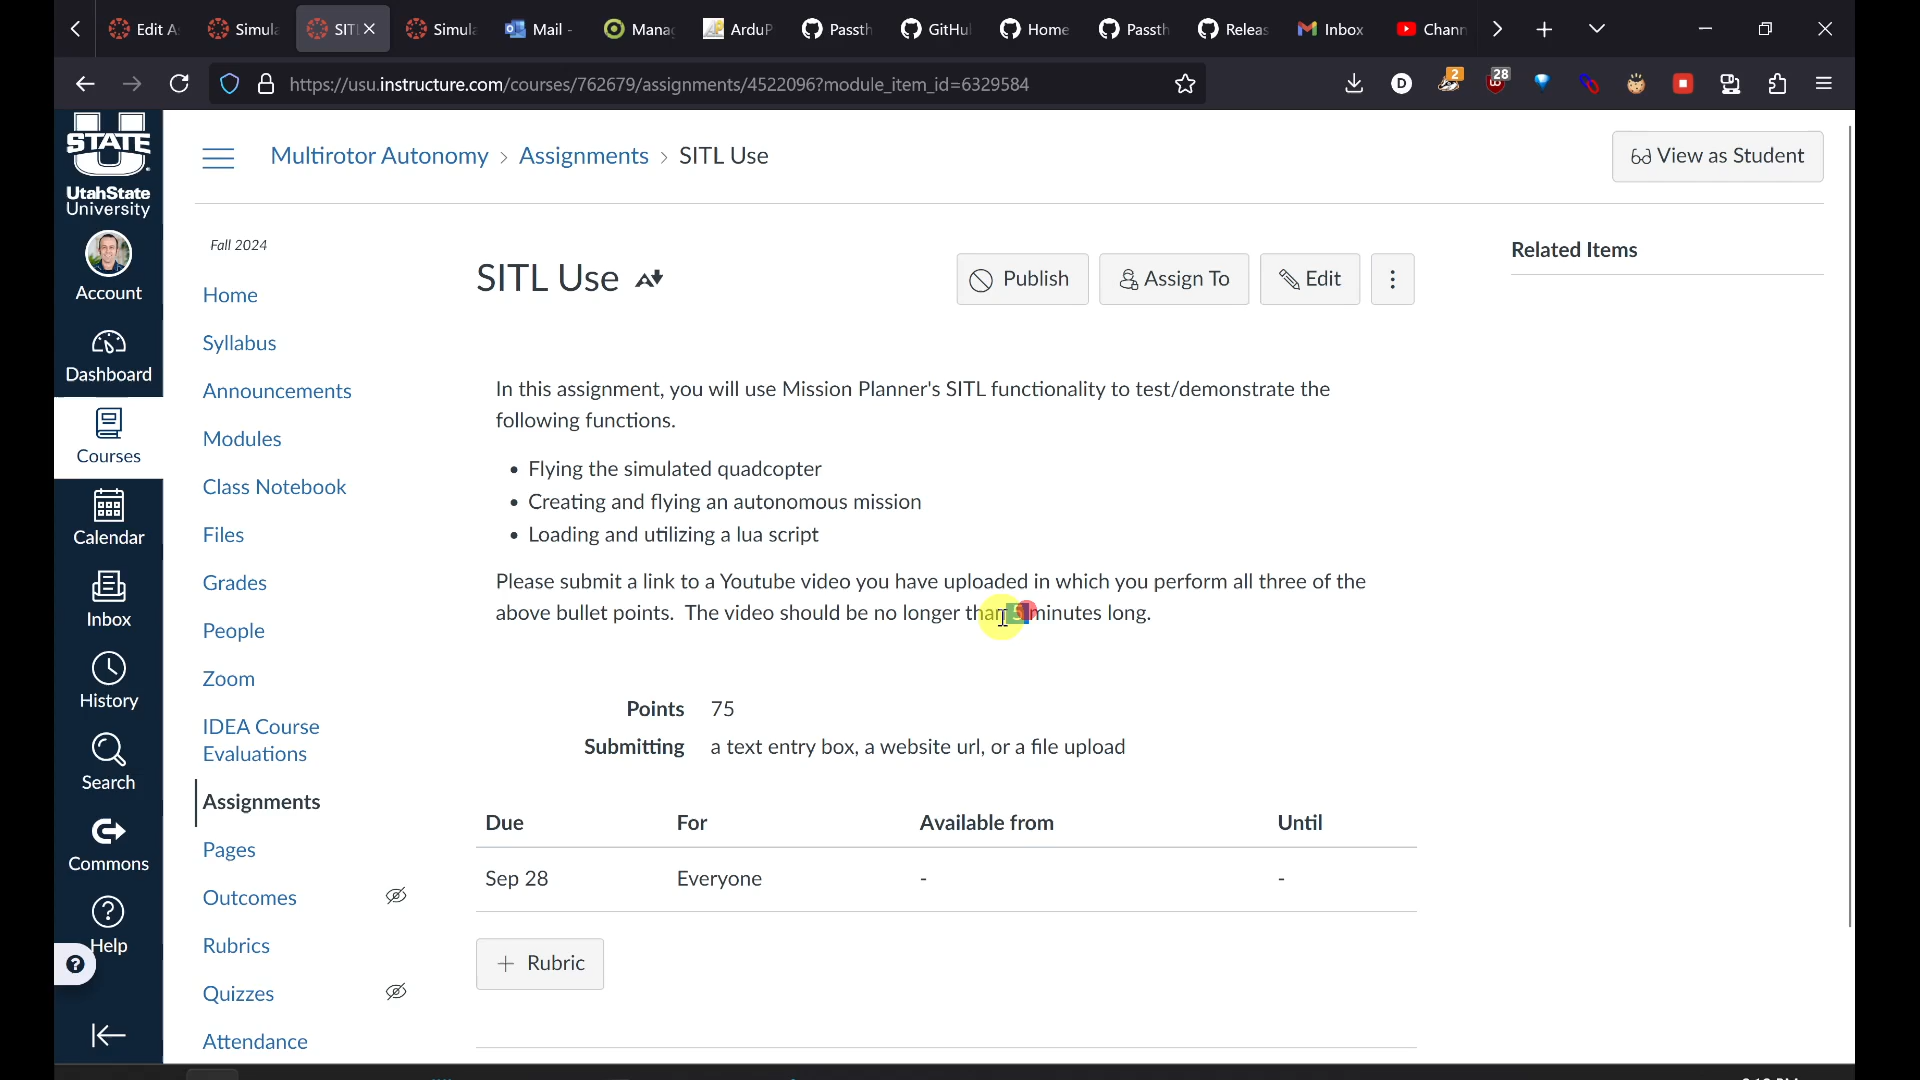 Edit A
Simula
SITL
Simula
Mail -
Manag
ArduP
Passth
GitHul
Home
Passth
Releas
Inbox
Chann
https://usu.instructure.com/courses/762679/assignments/4522096?module_item_id=6329584
D
2
28
STATE
UtahState
University
Account
Dashboard
Courses
Calendar
Inbox
History
Search
Commons
Help
Multirotor Autonomy > Assignments > SITL Use
View as Student
Fall 2024
Home
Syllabus
Announcements
Modules
Class Notebook
Files
Grades
People
Zoom
IDEA Course
Evaluations
Assignments
Pages
Outcomes
Rubrics
Quizzes
Attendance
SITL Use
Publish
Assign To
Edit
Related Items
In this assignment, you will use Mission Planner's SITL functionality to test/demonstrate the
following functions.
• Flying the simulated quadcopter
• Creating and flying an autonomous mission
• Loading and utilizing a lua script
Please submit a link to a Youtube video you have uploaded in which you perform all three of the
above bullet points. The video should be no longer than 5 minutes long.
Points 75
Submitting a text entry box, a website url, or a file upload
Due For Available from Until
Sep 28 Everyone - -
+ Rubric